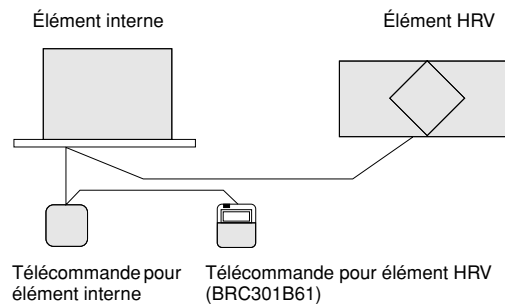 Élément interne
Élément HRV
Télécommande pour
élément interne
Télécommande pour élément HRV
(BRC301B61)